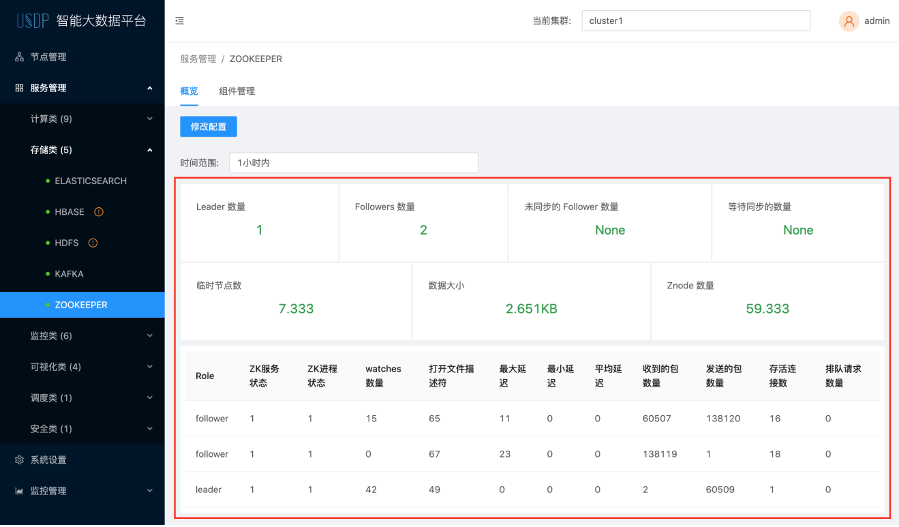 USDP 智能大数据平台
当前集群: cluster1 admin
节点管理
服务管理
计算类 (9)
存储类 (5)
ELASTICSEARCH
HBASE
HDFS
KAFKA
ZOOKEEPER
监控类 (6)
可视化类 (4)
调度类 (1)
安全类 (1)
系统设置
监控管理
服务管理 / ZOOKEEPER
概览 组件管理
修改配置
时间范围: 1小时内
Leader 数量 Followers 数量 未同步的 Follower 数量 等待同步的数量
1 2 None None
临时节点数 数据大小 Znode 数量
7.333 2.651KB 59.333
Role ZK服务状态 ZK进程状态 watches数量 打开文件描述符 最大延迟 最小延迟 平均延迟 收到的包数量 发送的包数量 存活连接数 排队请求数量
follower 1 1 15 65 11 0 0 60507 138120 16 0
follower 1 1 0 67 23 0 0 138119 1 18 0
leader 1 1 42 49 0 0 0 2 60509 1 0